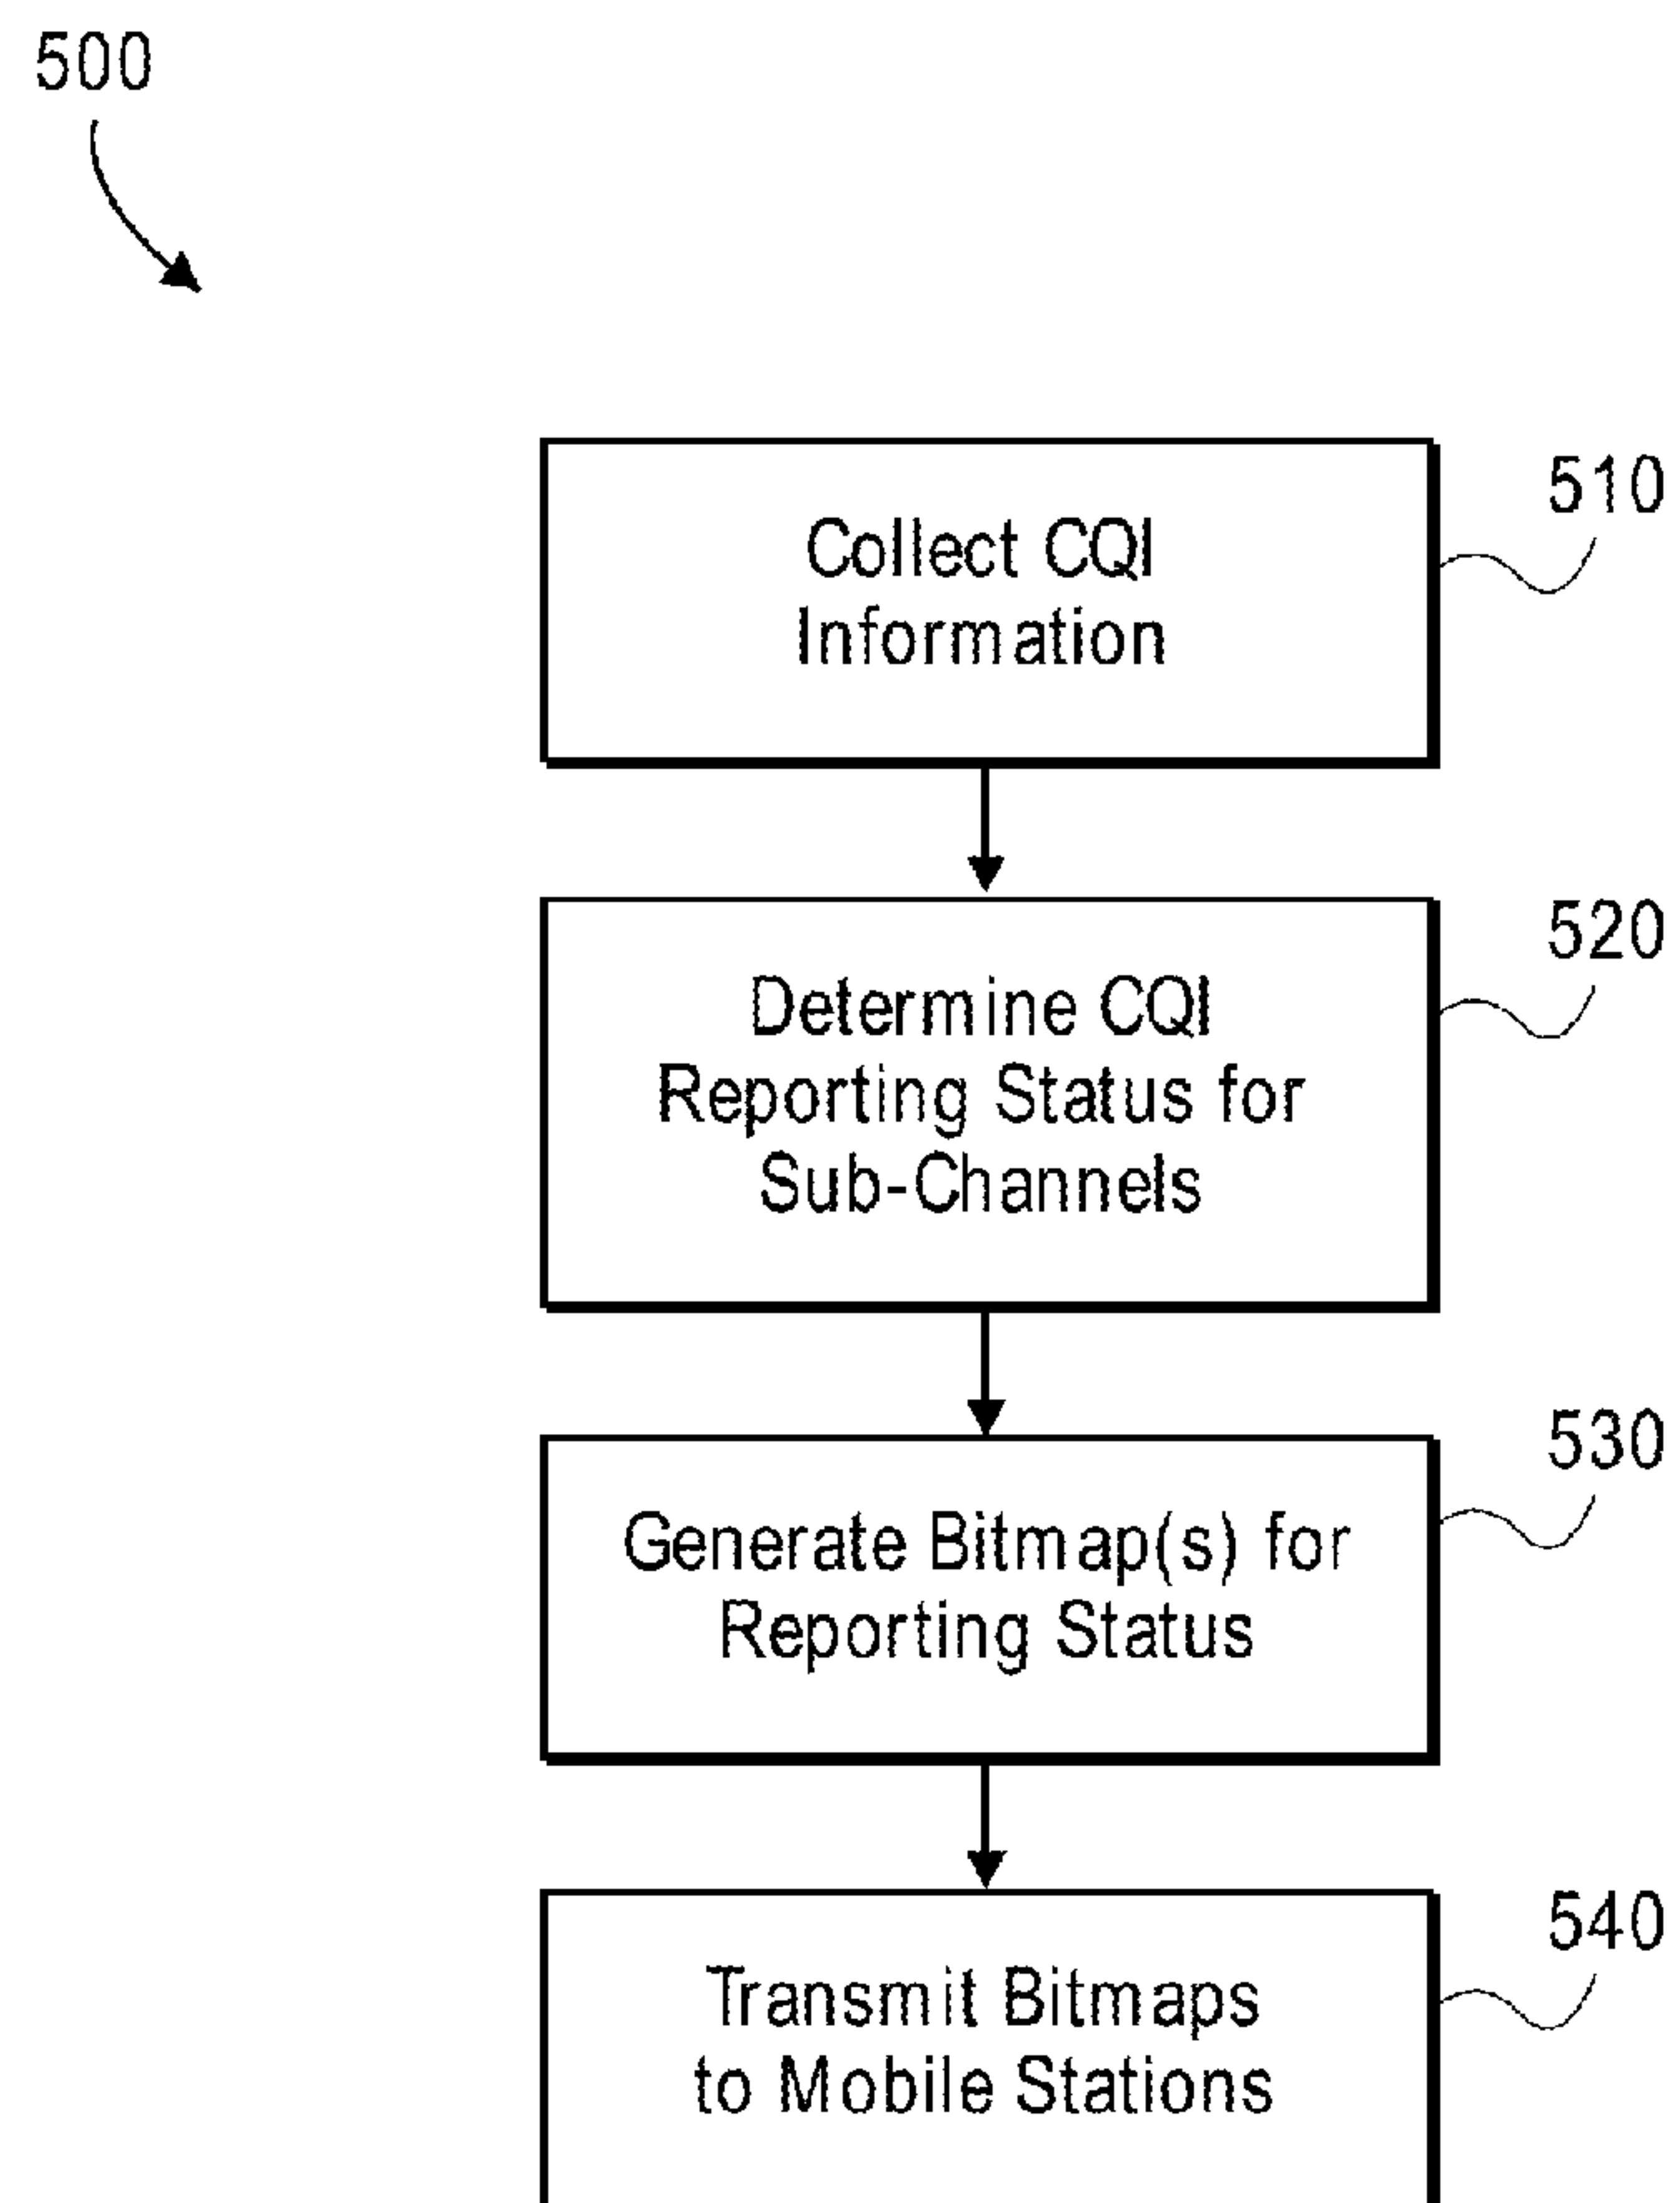 500
510
Collect CQI
Information
520
Determine CQI
Reporting Status for
Sub-Channels
530
Generate Bitmap(s) for
Reporting Status
540
Transmit Bitmaps
to Mobile Stations